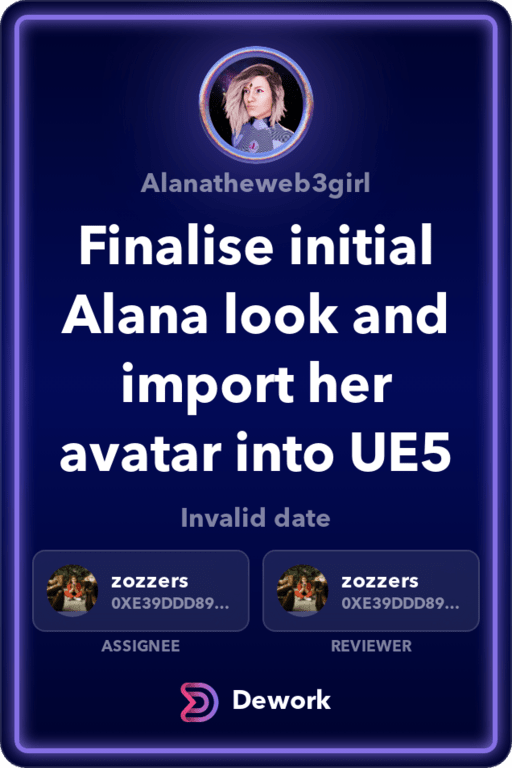 Alanatheweb3girl
Finalise initial
Alana look and
import her
avatar into UE5
Invalid date
zozzers
0XE39DDD89...
zozzers
0XE39DDD89...
ASSIGNEE
REVIEWER
Dework